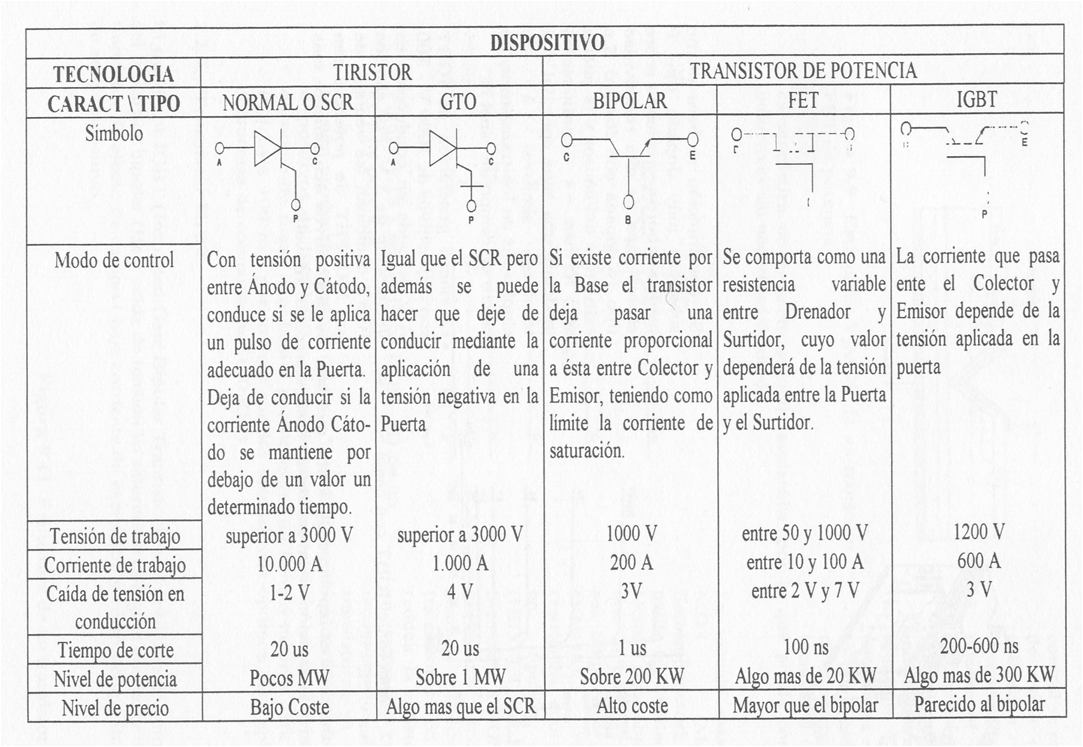 DISPOSITIVO
TECNOLOGIA TIRISTOR TRANSISTOR DE POTENCIA
CARACT \ TIPO NORMAL O SCR GTO BIPOLAR FET IGBT
Símbolo
A C P
A C P
C E B
E
P
Modo de control
Con tensión positiva
entre Ánodo y Cátodo,
conduce si se le aplica
un pulso de corriente
adecuado en la Puerta.
Deja de conducir si la
corriente Ánodo Cáto-
do se mantiene por
debajo de un valor un
determinado tiempo.
Igual que el SCR pero
además se puede
hacer que deje de
conducir mediante la
aplicación de una
tensión negativa en la
Puerta
Si existe corriente por
la Base el transistor
deja pasar una
corriente proporcional
a ésta entre Colector y
Emisor, teniendo como
límite la corriente de
saturación.
Se comporta como una
resistencia variable
entre Drenador y
Surtidor, cuyo valor
dependerá de la tensión
aplicada entre la Puerta
y el Surtidor.
La corriente que pasa
ente el Colector y
Emisor depende de la
tensión aplicada en la
puerta
Tensión de trabajo superior a 3000 V superior a 3000 V 1000 V entre 50 y 1000 V 1200 V
Corriente de trabajo 10.000 A 1.000 A 200 A entre 10 y 100 A 600 A
Caída de tensión en 1-2 V 4 V 3V entre 2 V y 7 V 3 V
conducción
Tiempo de corte 20 us 20 us 1 us 100 ns 200-600 ns
Nivel de potencia Pocos MW Sobre 1 MW Sobre 200 KW Algo mas de 20 KW Algo mas de 300 KW
Nivel de precio Bajo Coste Algo mas que el SCR Alto coste Mayor que el bipolar Parecido al bipolar